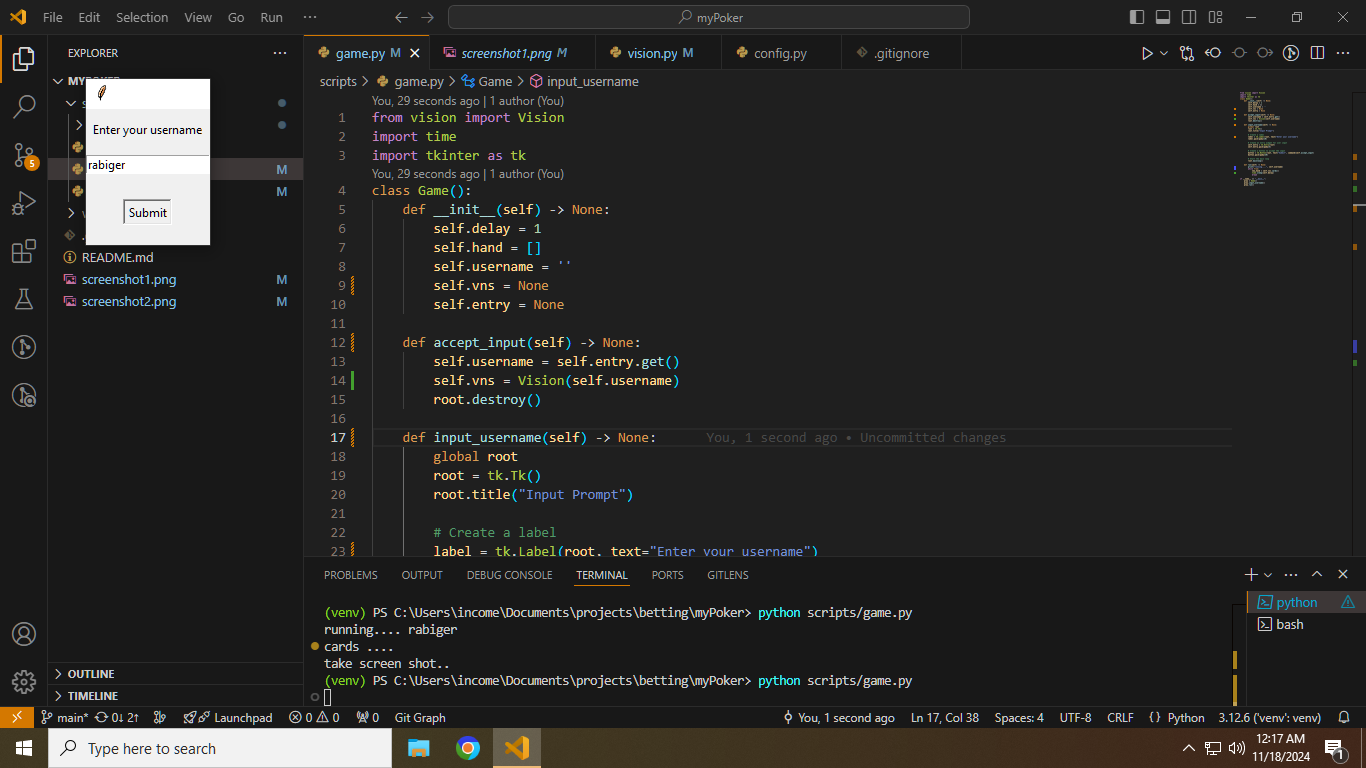 File Edit Selection View Go Run ··· myPoker
EXPLORER ···
game.py M
screenshot1.png M
vision.py M
config.py
.gitignore
scripts > game.py > Game > input_username
Enter your username
rabiger
Submit
M
M
README.md
screenshot1.png M
screenshot2.png M
OUTLINE
TIMELINE
5
You, 29 seconds ago | 1 author (You)
1 from vision import Vision
2 import time
3 import tkinter as tk
You, 29 seconds ago | 1 author (You)
4 class Game():
5 def __init__(self) -> None:
6 self.delay = 1
7 self.hand = []
8 self.username = ''
9 self.vns = None
10 self.entry = None
11
12 def accept_input(self) -> None:
13 self.username = self.entry.get()
14 self.vns = Vision(self.username)
15 root.destroy()
16
17 def input_username(self) -> None: You, 1 second ago • Uncommitted changes
18 global root
19 root = tk.Tk()
20 root.title("Input Prompt")
21
22 # Create a label
23 label = tk.Label(root, text="Enter your username")
PROBLEMS OUTPUT DEBUG CONSOLE TERMINAL PORTS GITLENS
(venv) PS C:\Users\income\Documents\projects\betting\myPoker> python scripts/game.py
running.... rabiger
cards ....
take screen shot..
(venv) PS C:\Users\income\Documents\projects\betting\myPoker> python scripts/game.py
python
bash
main* 0↓ 2↑ Launchpad 0 0 0 Git Graph You, 1 second ago Ln 17, Col 38 Spaces: 4 UTF-8 CRLF {} Python 3.12.6 ('venv': venv)
Type here to search
12:17 AM
11/18/2024
1